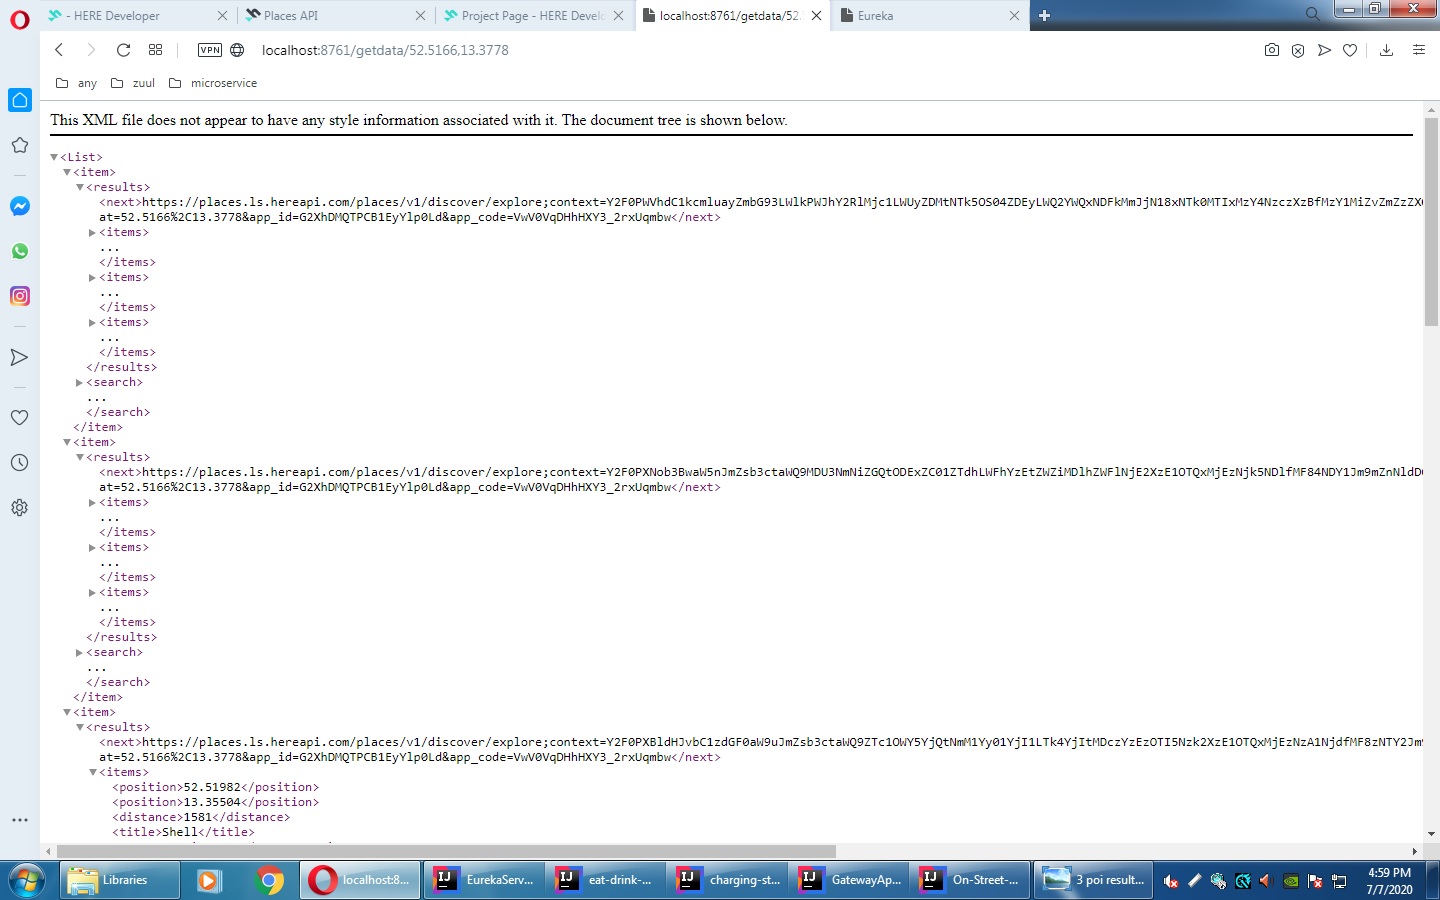 - HERE Developer
Places API
Project Page - HERE Develo
localhost:8761/getdata/52.5
Eureka
VPN
localhost:8761/getdata/52.5166,13.3778
any
zuul
microservice
This XML file does not appear to have any style information associated with it. The document tree is shown below.
<List>
<item>
<results>
<next>https://places.ls.hereapi.com/places/v1/discover/explore;context=
at=52.5166%2C13.3778&app_id=G2XhDMQTPCB1EyYlp0Ld&app_code=VwV0VqDHhHXY3_2rxUqmbw</next>
<items>
...
</items>
<items>
...
</items>
<items>
...
</items>
</results>
<search>
...
</search>
</item>
<item>
<results>
<next>https://places.ls.hereapi.com/places/v1/discover/explore;context=
at=52.5166%2C13.3778&app_id=G2XhDMQTPCB1EyYlp0Ld&app_code=VwV0VqDHhHXY3_2rxUqmbw</next>
<items>
...
</items>
<items>
...
</items>
<items>
...
</items>
</results>
<search>
...
</search>
</item>
<item>
<results>
<next>https://places.ls.hereapi.com/places/v1/discover/explore;context=
at=52.5166%2C13.3778&app_id=G2XhDMQTPCB1EyYlp0Ld&app_code=VwV0VqDHhHXY3_2rxUqmbw</next>
<items>
<position>52.51982</position>
<position>13.35504</position>
<distance>1581</distance>
<title>Shell</title>
Libraries
localhost:8...
EurekaServ...
eat-drink-...
charging-st...
GatewayAp...
On-Street-...
3 poi result...
4:59 PM
7/7/2020